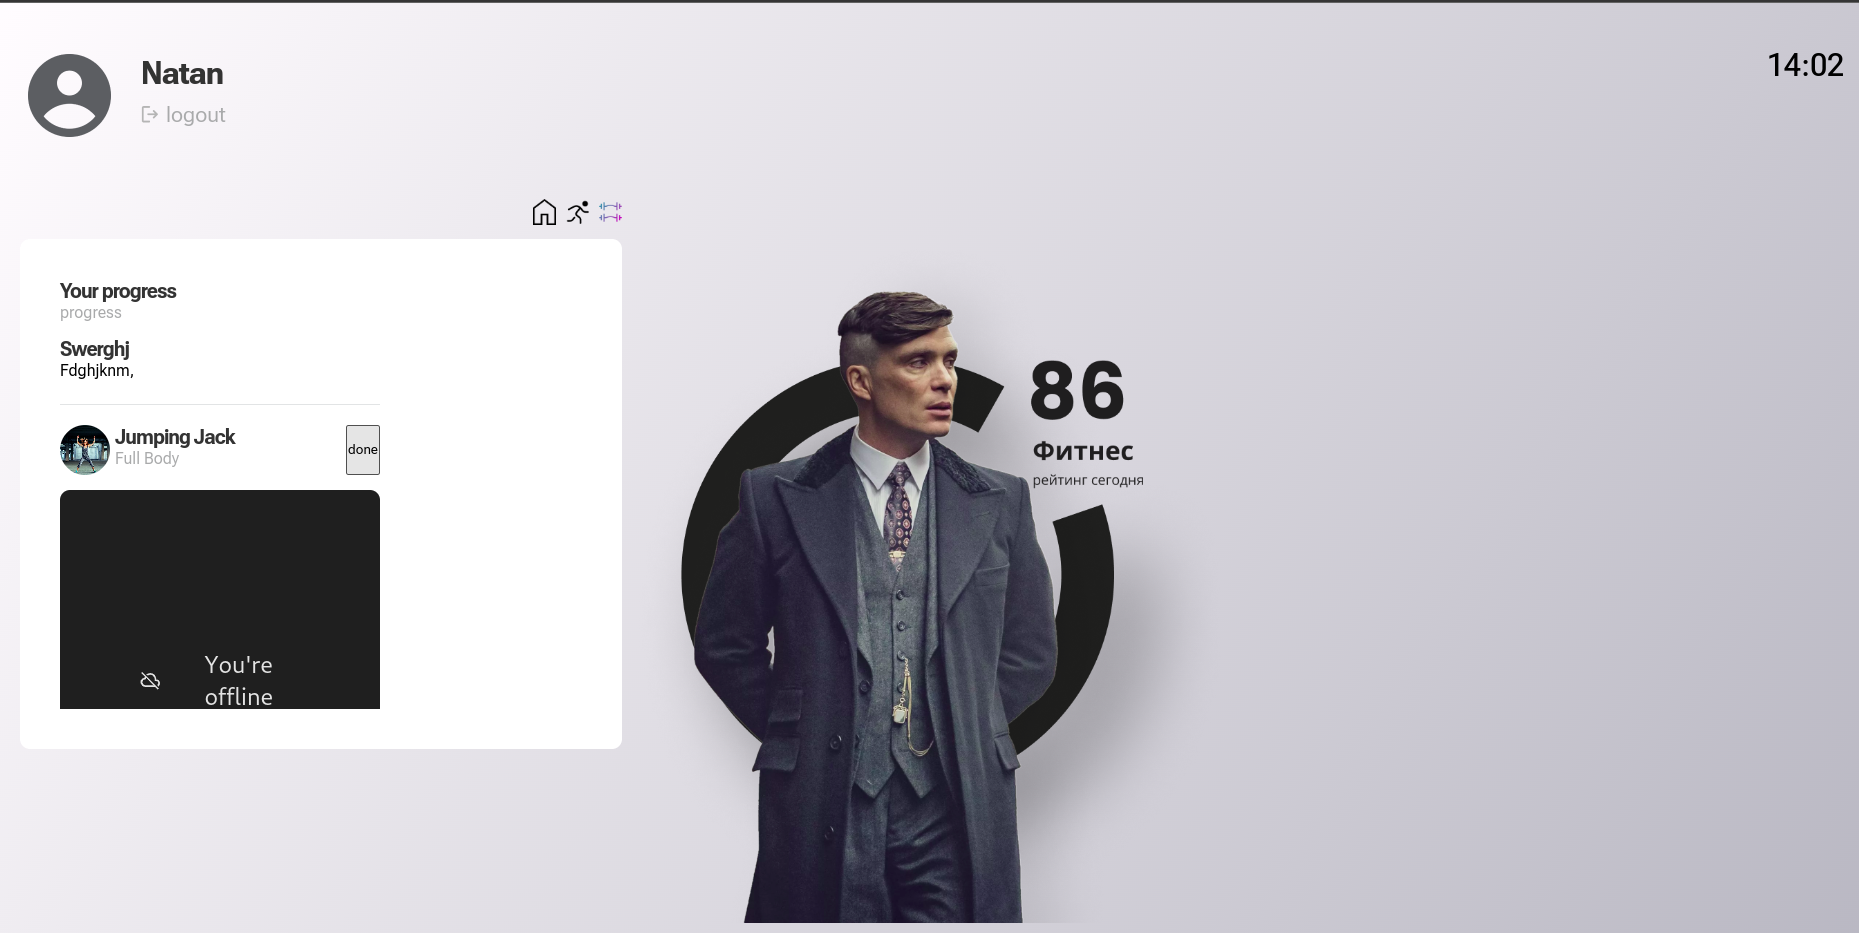 Natan
14:02
logout
Your progress
progress
Swerghj
Fdghjknm,
Jumping Jack
Full Body
done
You're
offline
86
Фитнес
рейтинг сегодня